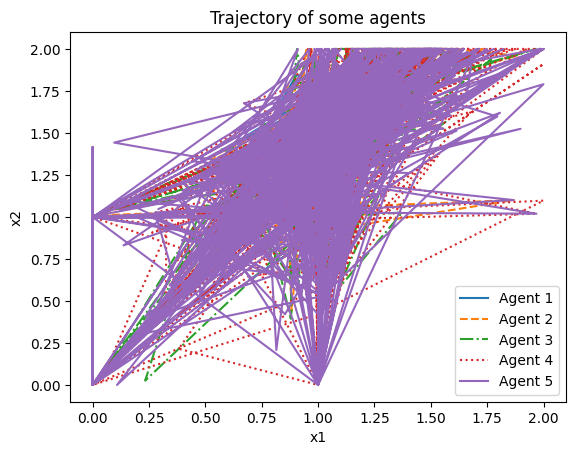 Trajectory of some agents
2.00
1.75
1.50
1.25
1.00
0.75
0.50
0.25
0.00
x2
Agent 1
Agent 2
Agent 3
Agent 4
Agent 5
0.00 0.25 0.50 0.75 1.00 1.25 1.50 1.75 2.00
x1